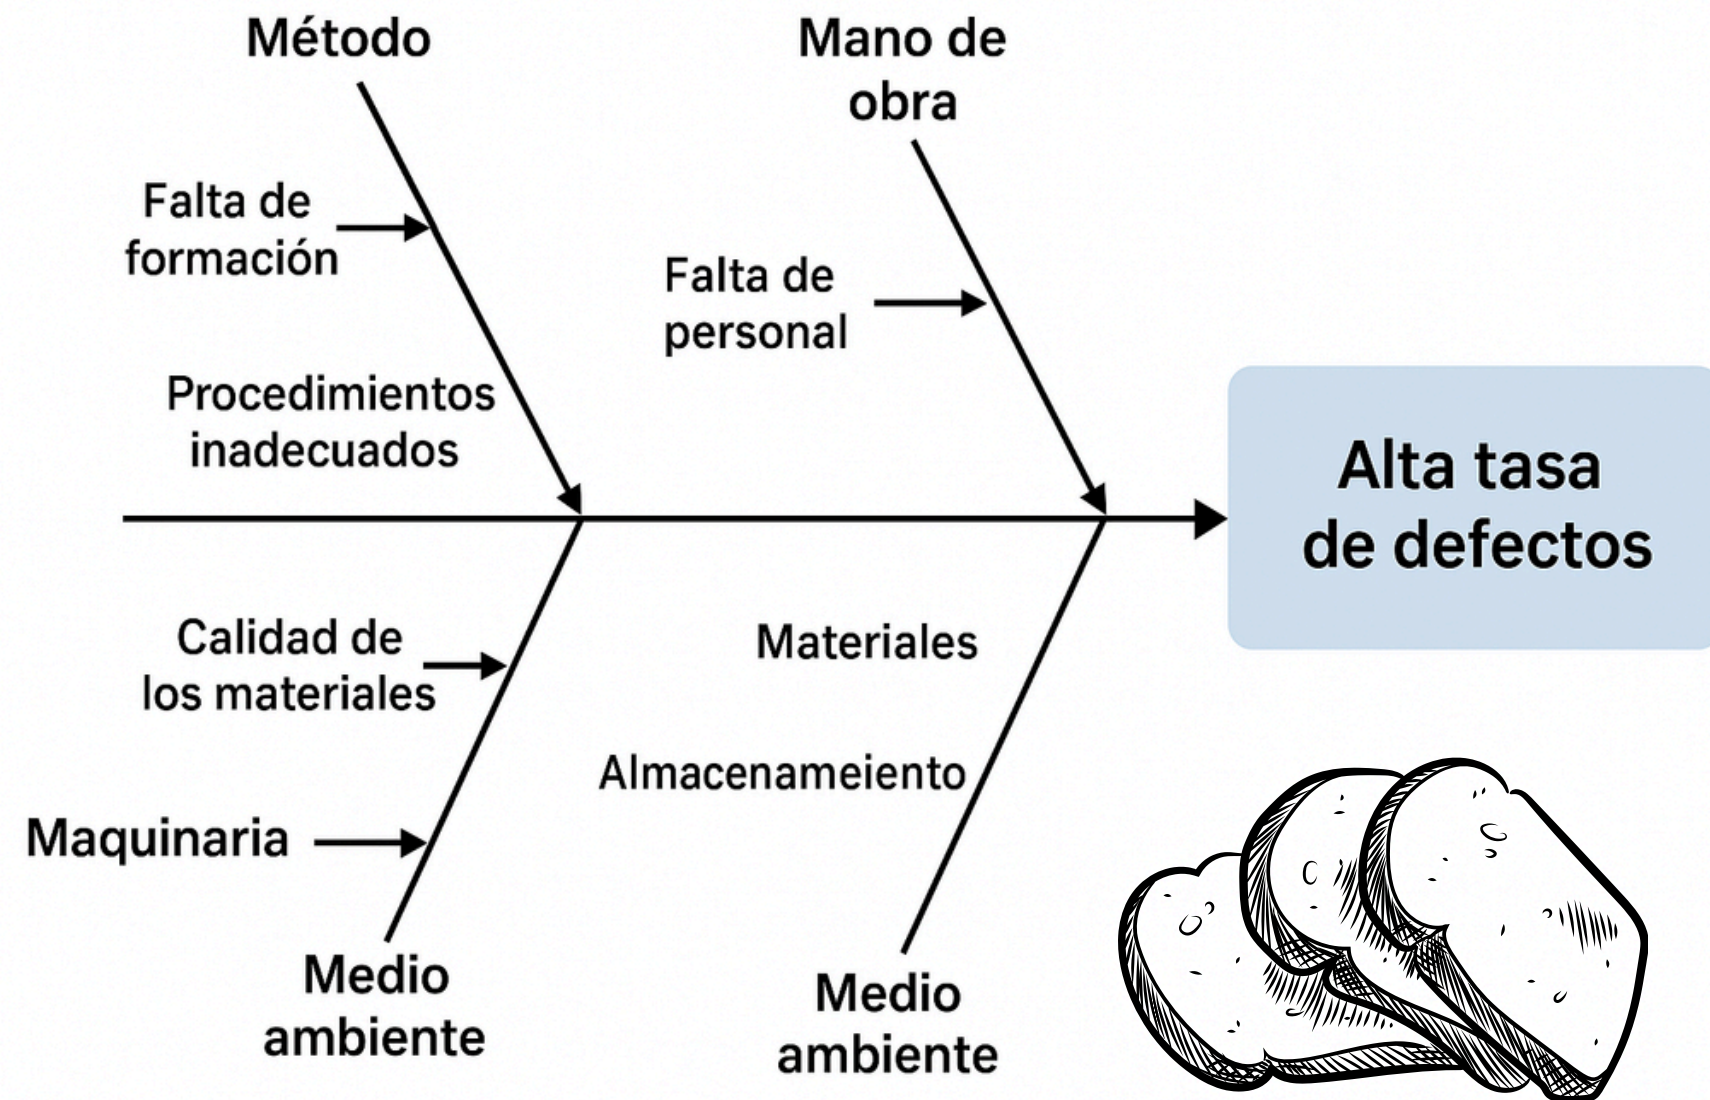 Método
Falta de
formación
Procedimientos
inadecuados
Mano de
obra
Falta de
personal
Alta tasa
de defectos
Calidad de
los materiales
Maquinaria
Medio
ambiente
Materiales
Almacenameiento
Medio
ambiente